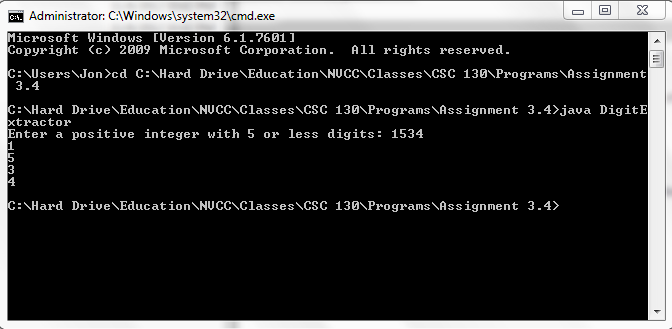 Administrator: C:\Windows\system32\cmd.exe
Microsoft Windows [Version 6.1.7601]
Copyright (c) 2009 Microsoft Corporation.  All rights reserved.
C:\Users\Jon>cd C:\Hard Drive\Education\NVCC\Classes\CSC 130\Programs\Assignment
 3.4
C:\Hard Drive\Education\NVCC\Classes\CSC 130\Programs\Assignment 3.4>java DigitE
xtractor
Enter a positive integer with 5 or less digits: 1534
1
5
3
4
C:\Hard Drive\Education\NVCC\Classes\CSC 130\Programs\Assignment 3.4>